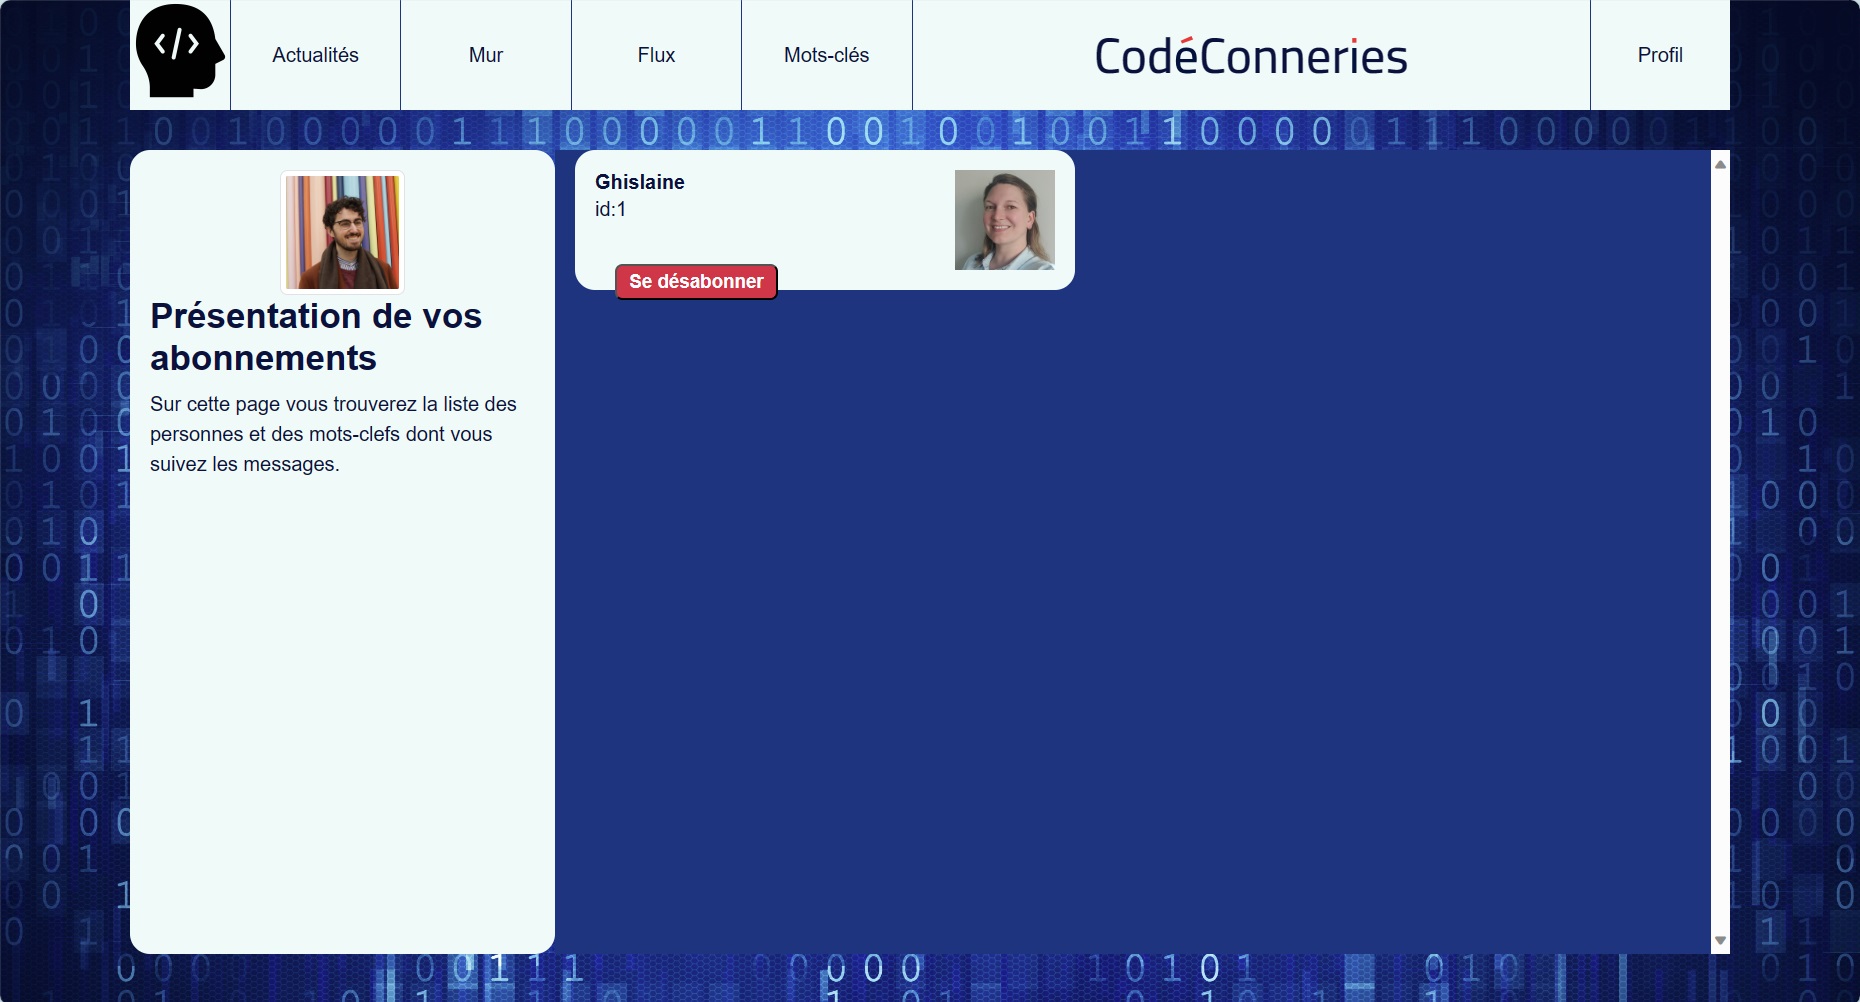 </>
Actualités
Mur
Flux
Mots-clés
CodéConneries
Profil
Présentation de vos
abonnements
Sur cette page vous trouverez la liste des
personnes et des mots-clefs dont vous
suivez les messages.
Ghislaine
id:1
Se désabonner